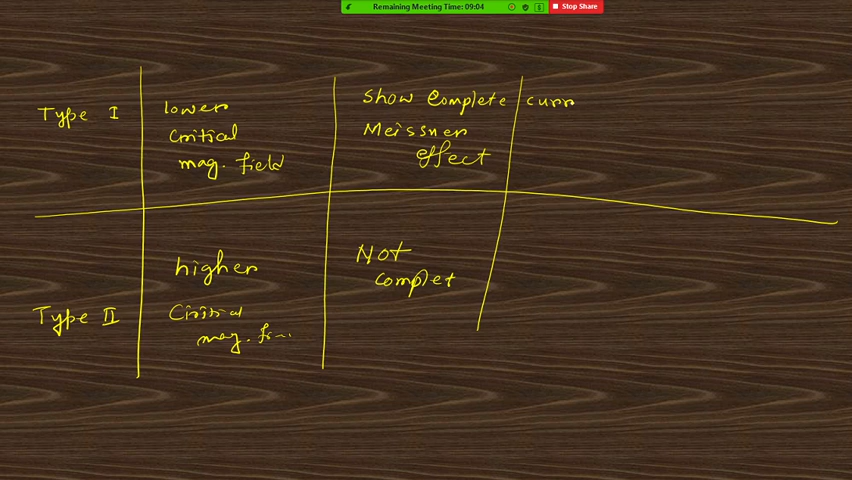 Remaining Meeting Time: 09:04
Stop Share
Type I
lower
critical
mag. field
Show Complete
Meissner
effect
curr
Type II
higher
Critical
mag.
Not
complet